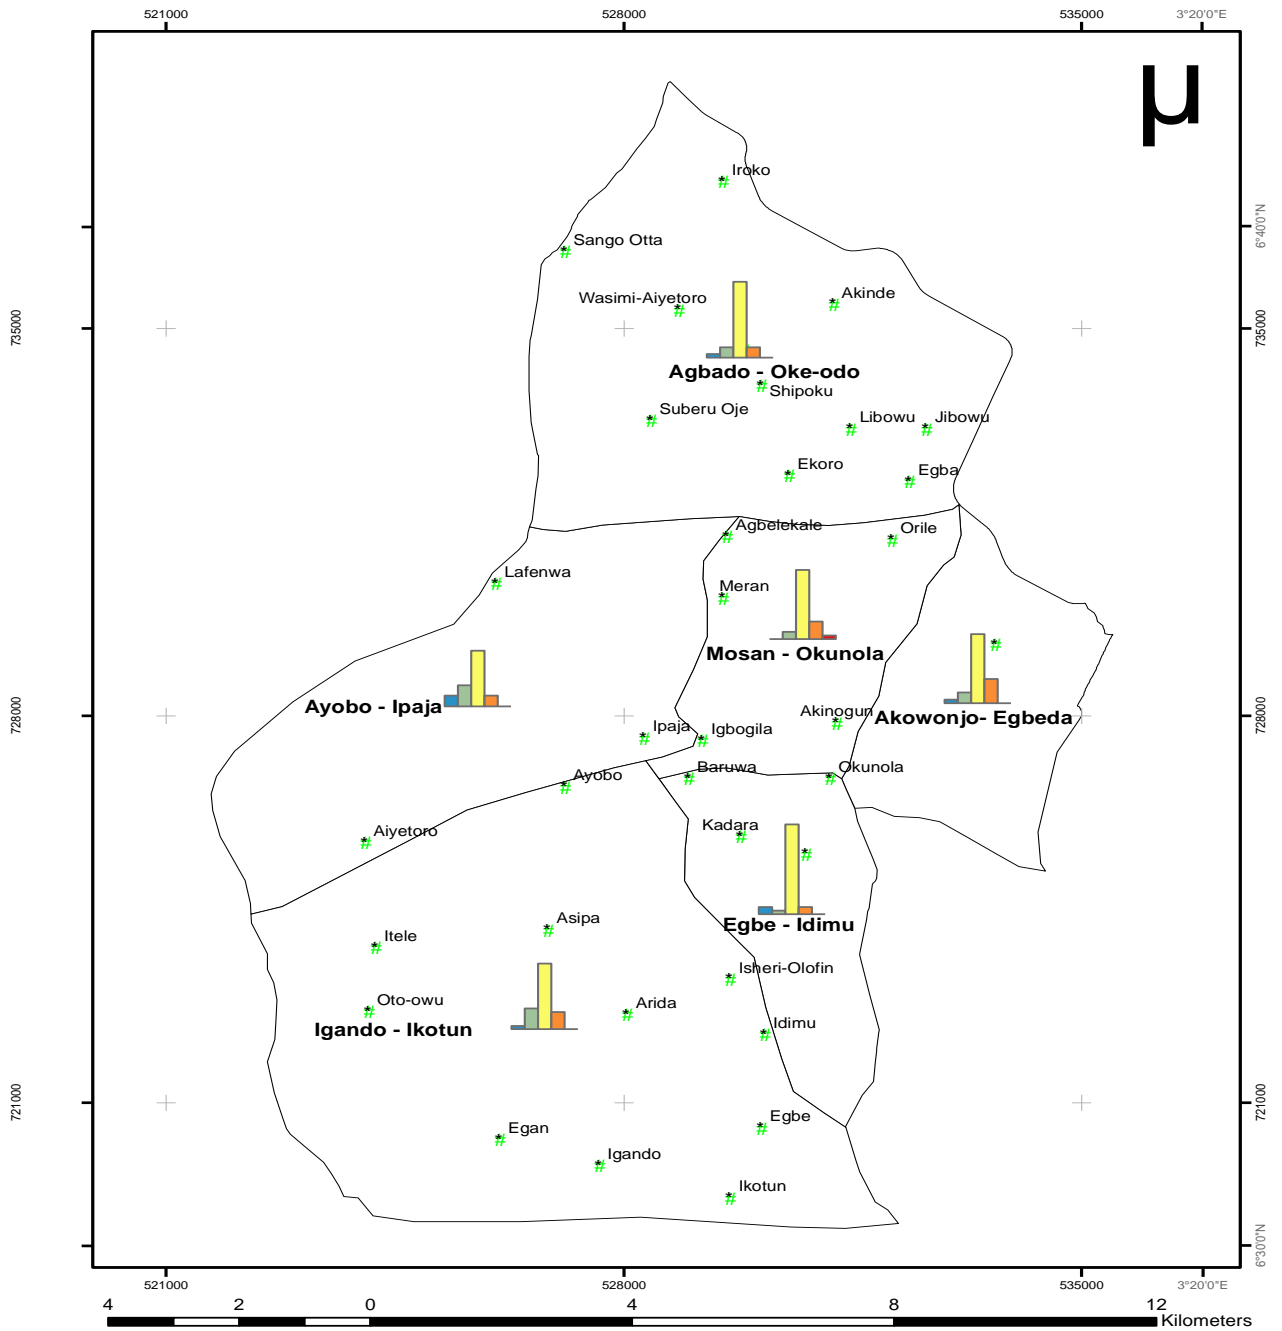 521000 528000 535000 3°20'0"E
µ
Iroko
6°40'0"N
Sango Otta
Akinde
Wasimi-Aiyetoro
735000 735000
Agbado - Oke-odo
Shipoku
Suberu Oje
Libowu Jibowu
Ekoro
Egba
Agbelekale Orile
Lafenwa
Meran
Mosan - Okunola
Ayobo - Ipaja
Akinogun
728000 728000
Akowonjo- Egbeda
Ipaja Igbogila
Baruwa Okunola
Ayobo
Kadara
Aiyetoro
Asipa
Egbe - Idimu
Itele
Isheri-Olofin
Oto-owu Arida
Idimu
Igando - Ikotun
721000 721000
Egbe
Egan
Igando
Ikotun
6°30'0"N
521000 528000 535000 3°20'0"E
4 2 0 4 8 12
Kilometers